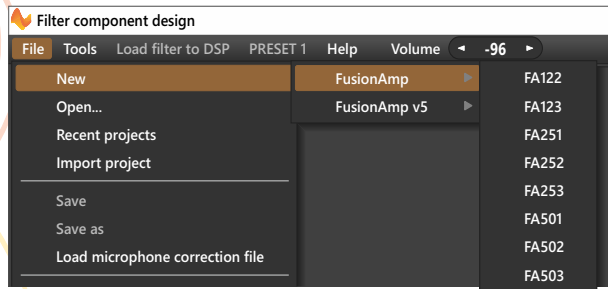 Filter component design
File Tools Load filter to DSP PRESET 1 Help Volume -96
New FusionAmp FA122
Open... FusionAmp v5 FA123
Recent projects FA251
Import project FA252
Save FA253
Save as FA501
Load microphone correction file FA502
FA503